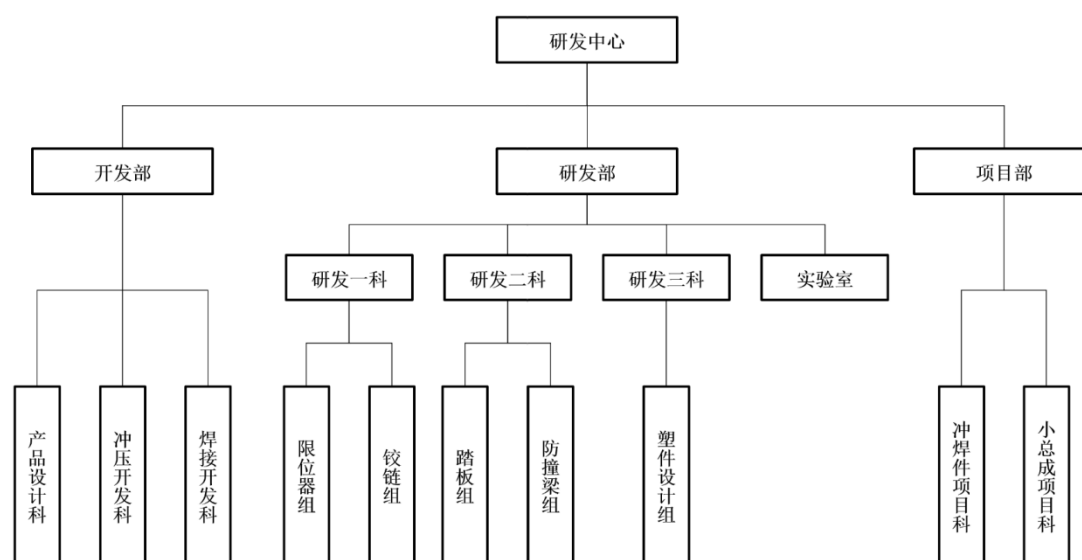 研发中心
开发部
研发部
项目部
研发一科
研发二科
研发三科
实验室
产品设计科
冲压开发科
焊接开发科
限位器组
铰链组
踏板组
防撞梁组
塑件设计组
冲焊件项目科
小总成项目科